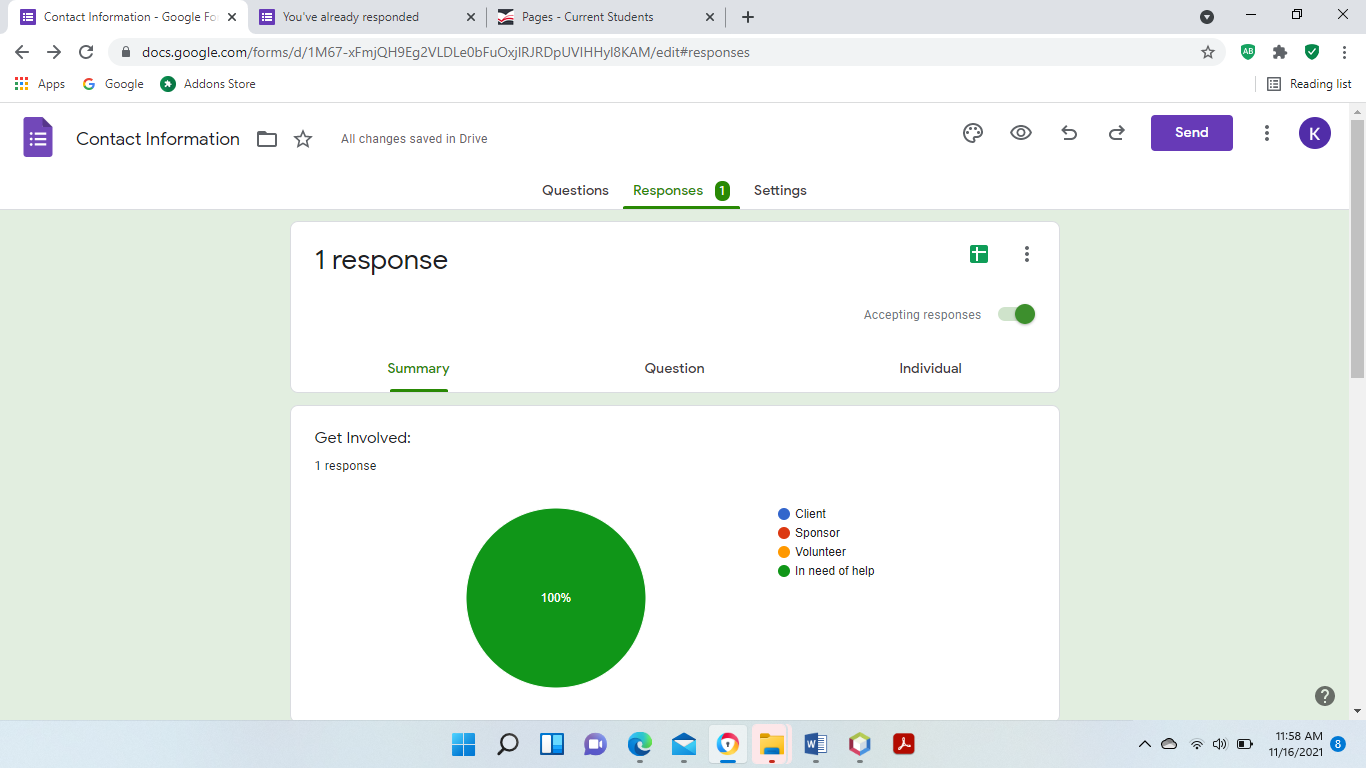 Contact Information - Google Fo
You've already responded
Pages - Current Students
docs.google.com/forms/d/1M67-xFmjQH9Eg2VLDLe0bFuOxjIRJRDpUVIHHyI8KAM/edit#responses
AB
Apps
Google
Addons Store
Reading list
Contact Information
All changes saved in Drive
Send
K
Questions
Responses 1
Settings
1 response
Accepting responses
Summary
Question
Individual
Get Involved:
1 response
100%
Client
Sponsor
Volunteer
In need of help
11:58 AM
11/16/2021
8